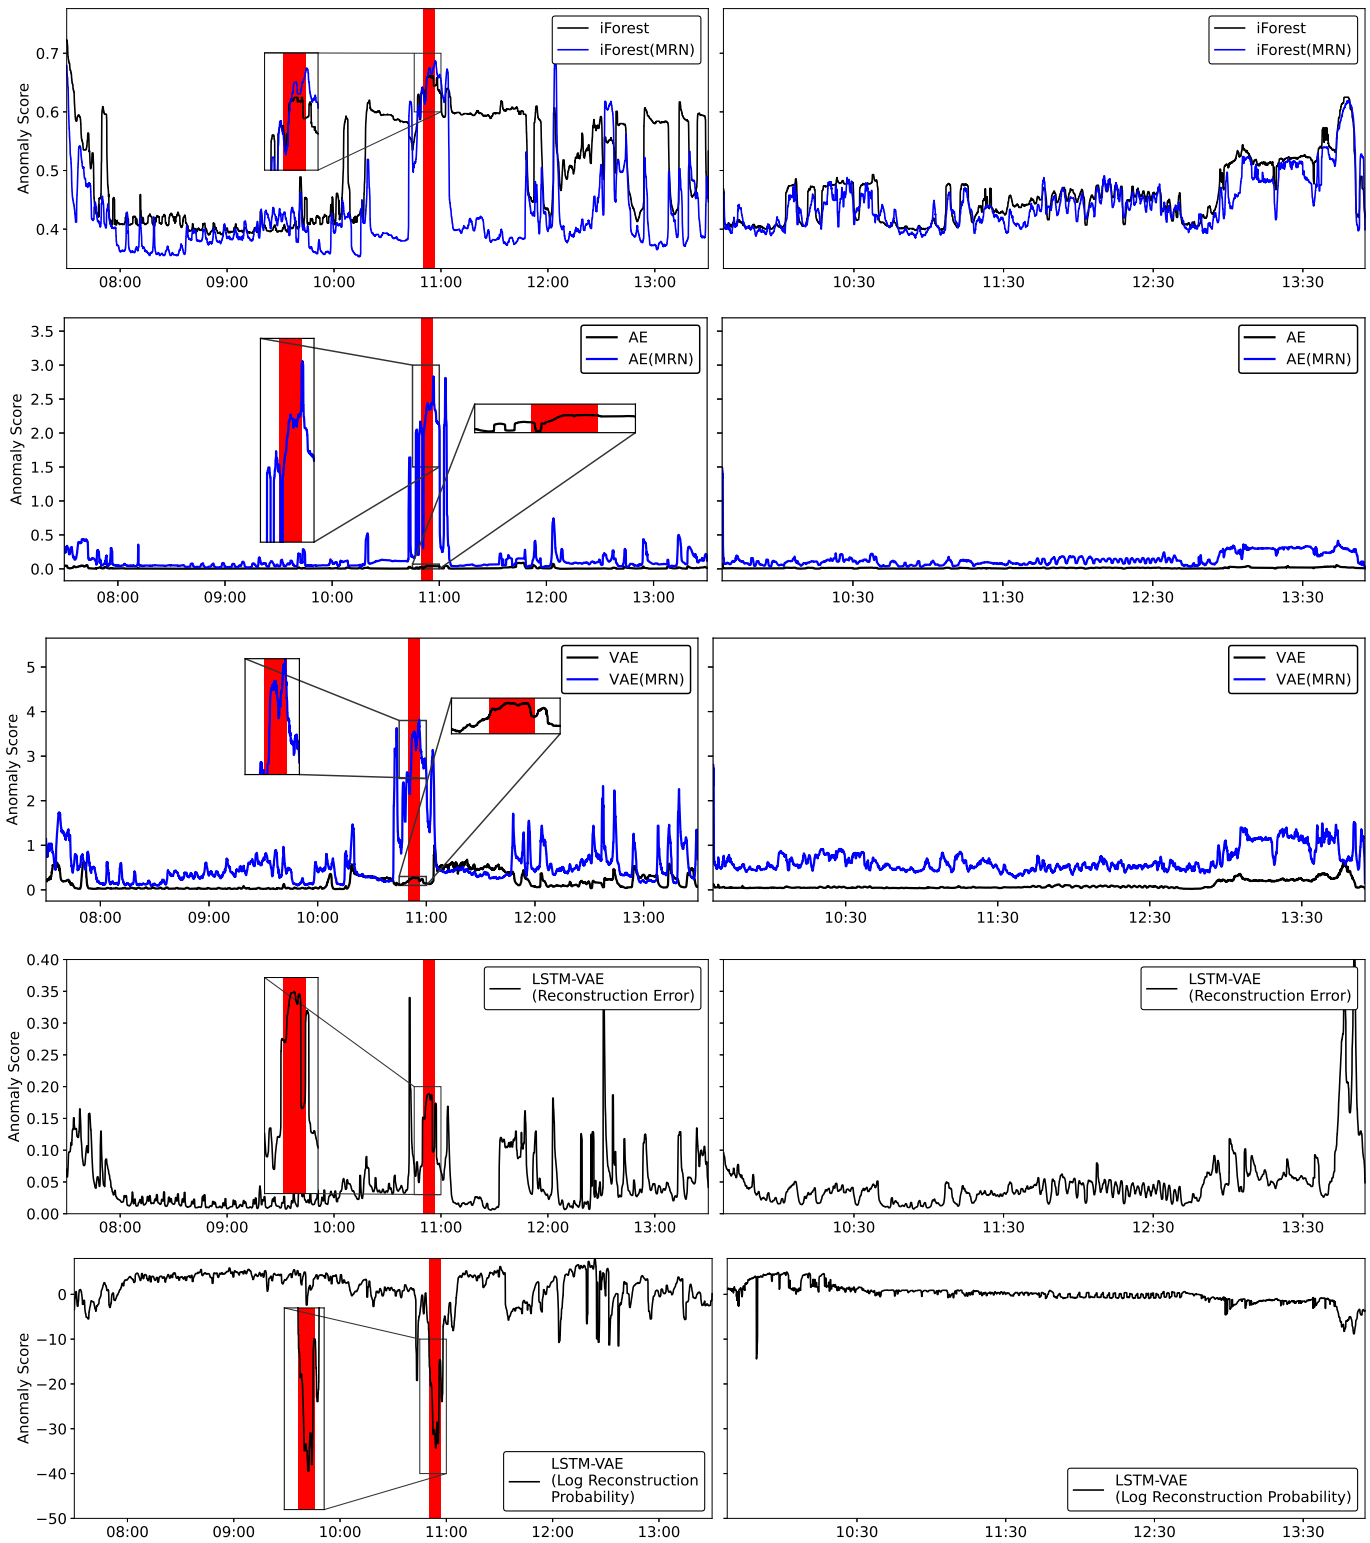 iForest
iForest(MRN)
iForest
iForest(MRN)
Anomaly Score
0.7
0.6
0.5
0.4
08:00 09:00 10:00 11:00 12:00 13:00
10:30 11:30 12:30 13:30
AE
AE(MRN)
AE
AE(MRN)
Anomaly Score
3.5
3.0
2.5
2.0
1.5
1.0
0.5
0.0
08:00 09:00 10:00 11:00 12:00 13:00
10:30 11:30 12:30 13:30
VAE
VAE(MRN)
VAE
VAE(MRN)
Anomaly Score
5
4
3
2
1
0
08:00 09:00 10:00 11:00 12:00 13:00
10:30 11:30 12:30 13:30
LSTM-VAE
(Reconstruction Error)
LSTM-VAE
(Reconstruction Error)
Anomaly Score
0.40
0.35
0.30
0.25
0.20
0.15
0.10
0.05
0.00
08:00 09:00 10:00 11:00 12:00 13:00
10:30 11:30 12:30 13:30
Anomaly Score
0
−10
−20
−30
−40
−50
LSTM-VAE
(Log Reconstruction
Probability)
LSTM-VAE
(Log Reconstruction Probability)
08:00 09:00 10:00 11:00 12:00 13:00
10:30 11:30 12:30 13:30